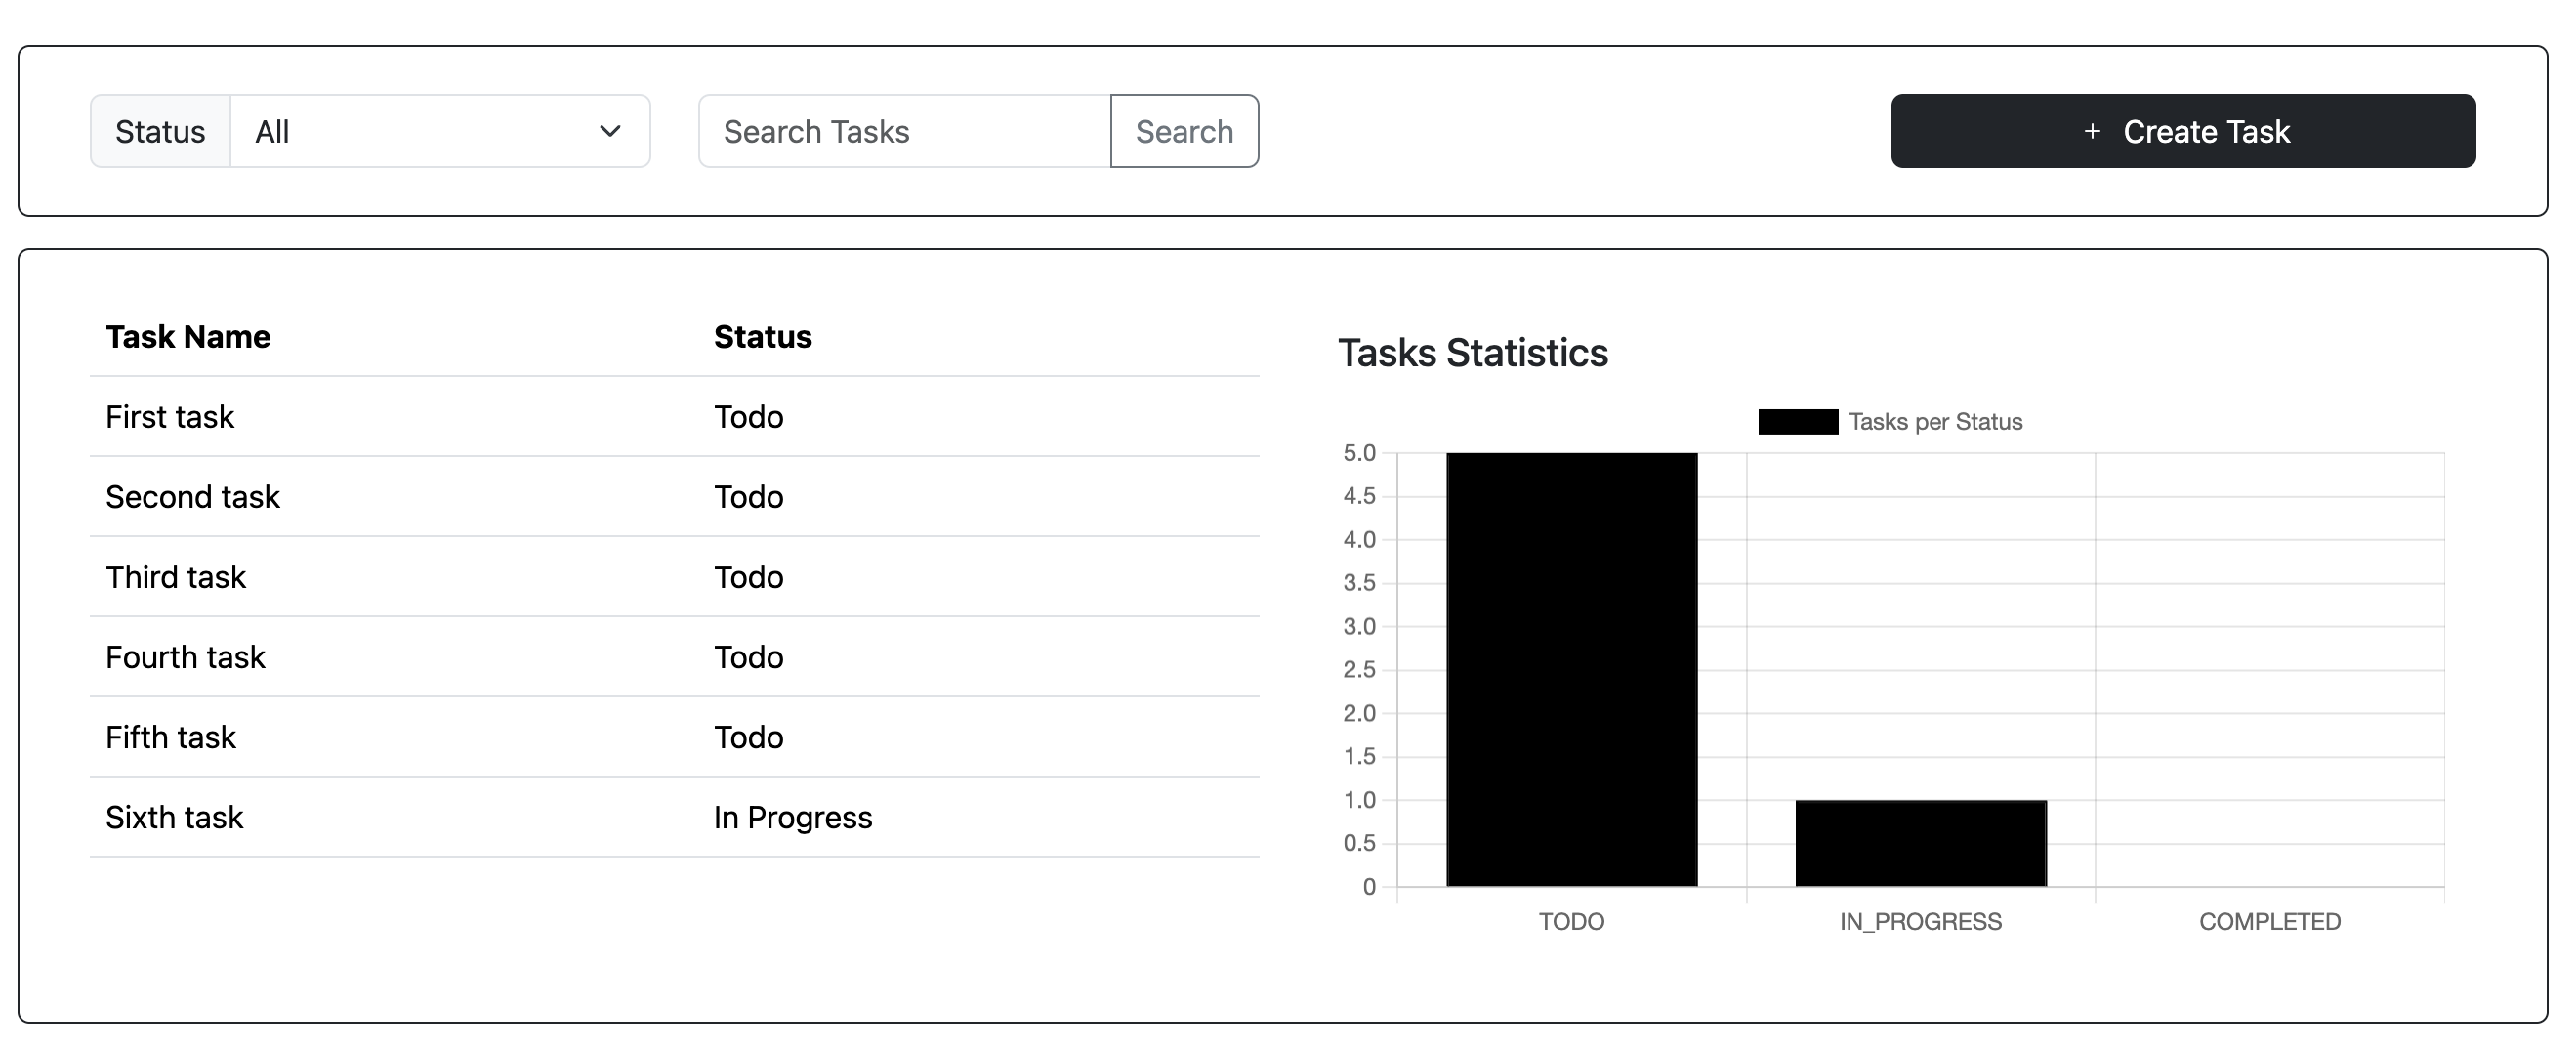 Status All Search Tasks Search + Create Task
Task Name Status
First task Todo
Second task Todo
Third task Todo
Fourth task Todo
Fifth task Todo
Sixth task In Progress
Tasks Statistics
Tasks per Status
5.0
4.5
4.0
3.5
3.0
2.5
2.0
1.5
1.0
0.5
0
TODO IN_PROGRESS COMPLETED